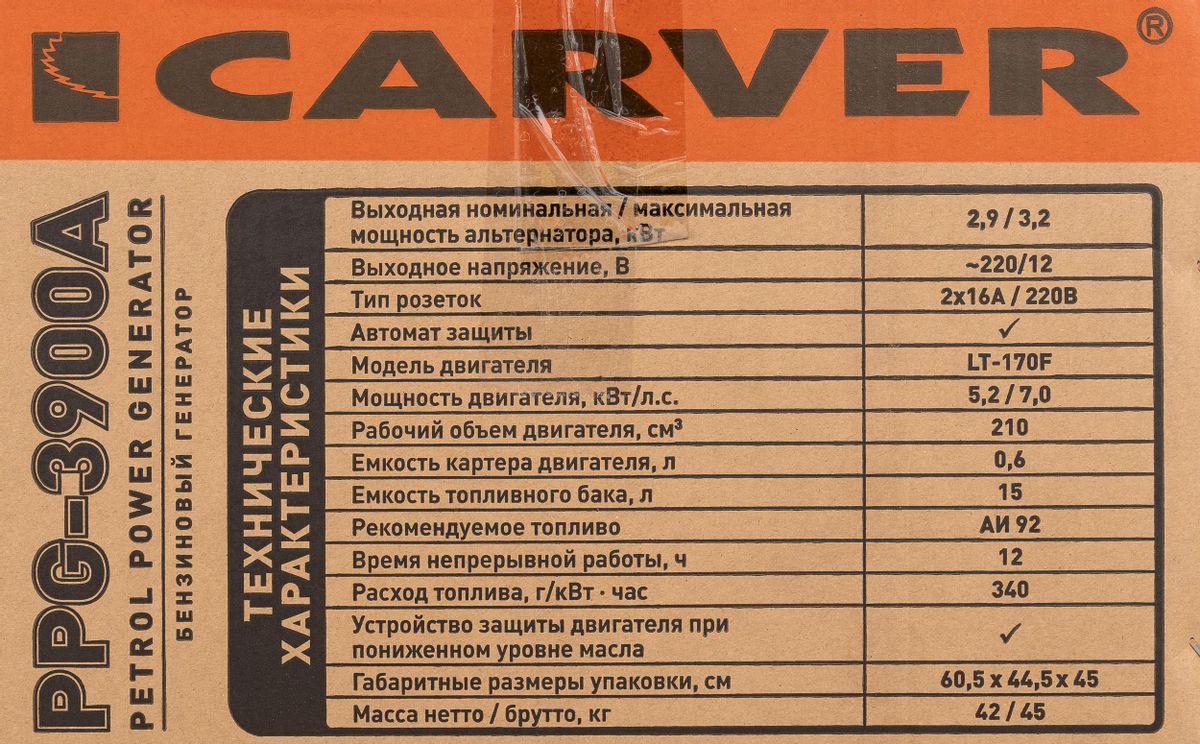 CARVER®
PPG-3900A
PETROL POWER GENERATOR
БЕНЗИНОВЫЙ ГЕНЕРАТОР
ТЕХНИЧЕСКИЕ
ХАРАКТЕРИСТИКИ
Выходная номинальная / максимальная
мощность альтернатора, кВт 2,9 / 3,2
Выходное напряжение, В ~220/12
Тип розеток 2x16А / 220В
Автомат защиты ✓
Модель двигателя LT-170F
Мощность двигателя, кВт/л.с. 5,2 / 7,0
Рабочий объем двигателя, см³ 210
Емкость картера двигателя, л 0,6
Емкость топливного бака, л 15
Рекомендуемое топливо АИ 92
Время непрерывной работы, ч 12
Расход топлива, г/кВт · час 340
Устройство защиты двигателя при
пониженном уровне масла ✓
Габаритные размеры упаковки, см 60,5 x 44,5 x 45
Масса нетто / брутто, кг 42 / 45